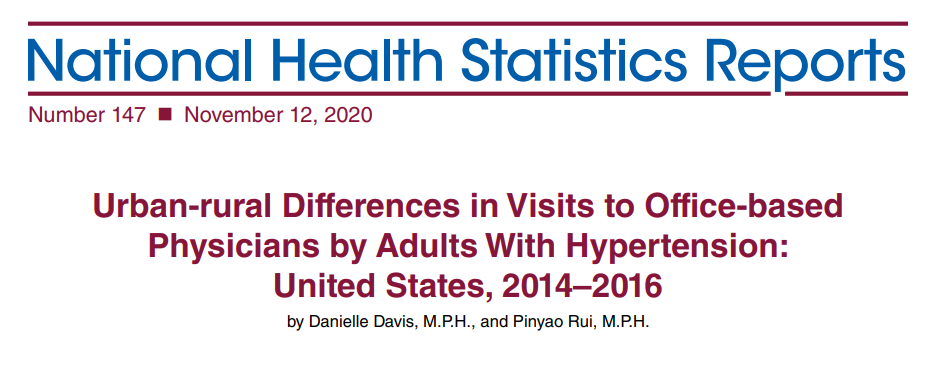 National Health Statistics Reports
Number 147 ■ November 12, 2020
Urban-rural Differences in Visits to Office-based
Physicians by Adults With Hypertension:
United States, 2014–2016
by Danielle Davis, M.P.H., and Pinyao Rui, M.P.H.